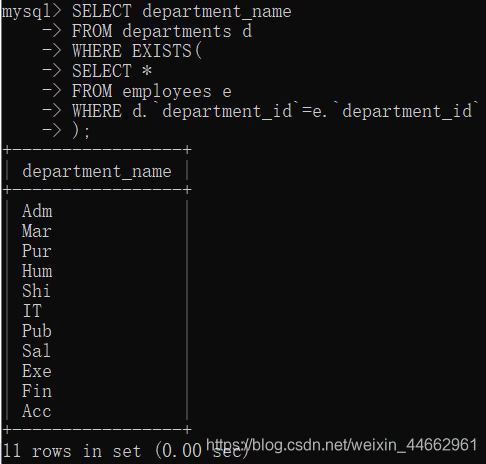 mysql> SELECT department_name
    -> FROM departments d
    -> WHERE EXISTS(
    -> SELECT *
    -> FROM employees e
    -> WHERE d.`department_id`=e.`department_id`
    -> );
+-----------------+
| department_name |
+-----------------+
| Adm             |
| Mar             |
| Pur             |
| Hum             |
| Shi             |
| IT              |
| Pub             |
| Sal             |
| Exe             |
| Fin             |
| Acc             |
+-----------------+
11 rows in set (0.00 sec)
https://blog.csdn.net/weixin_44662961